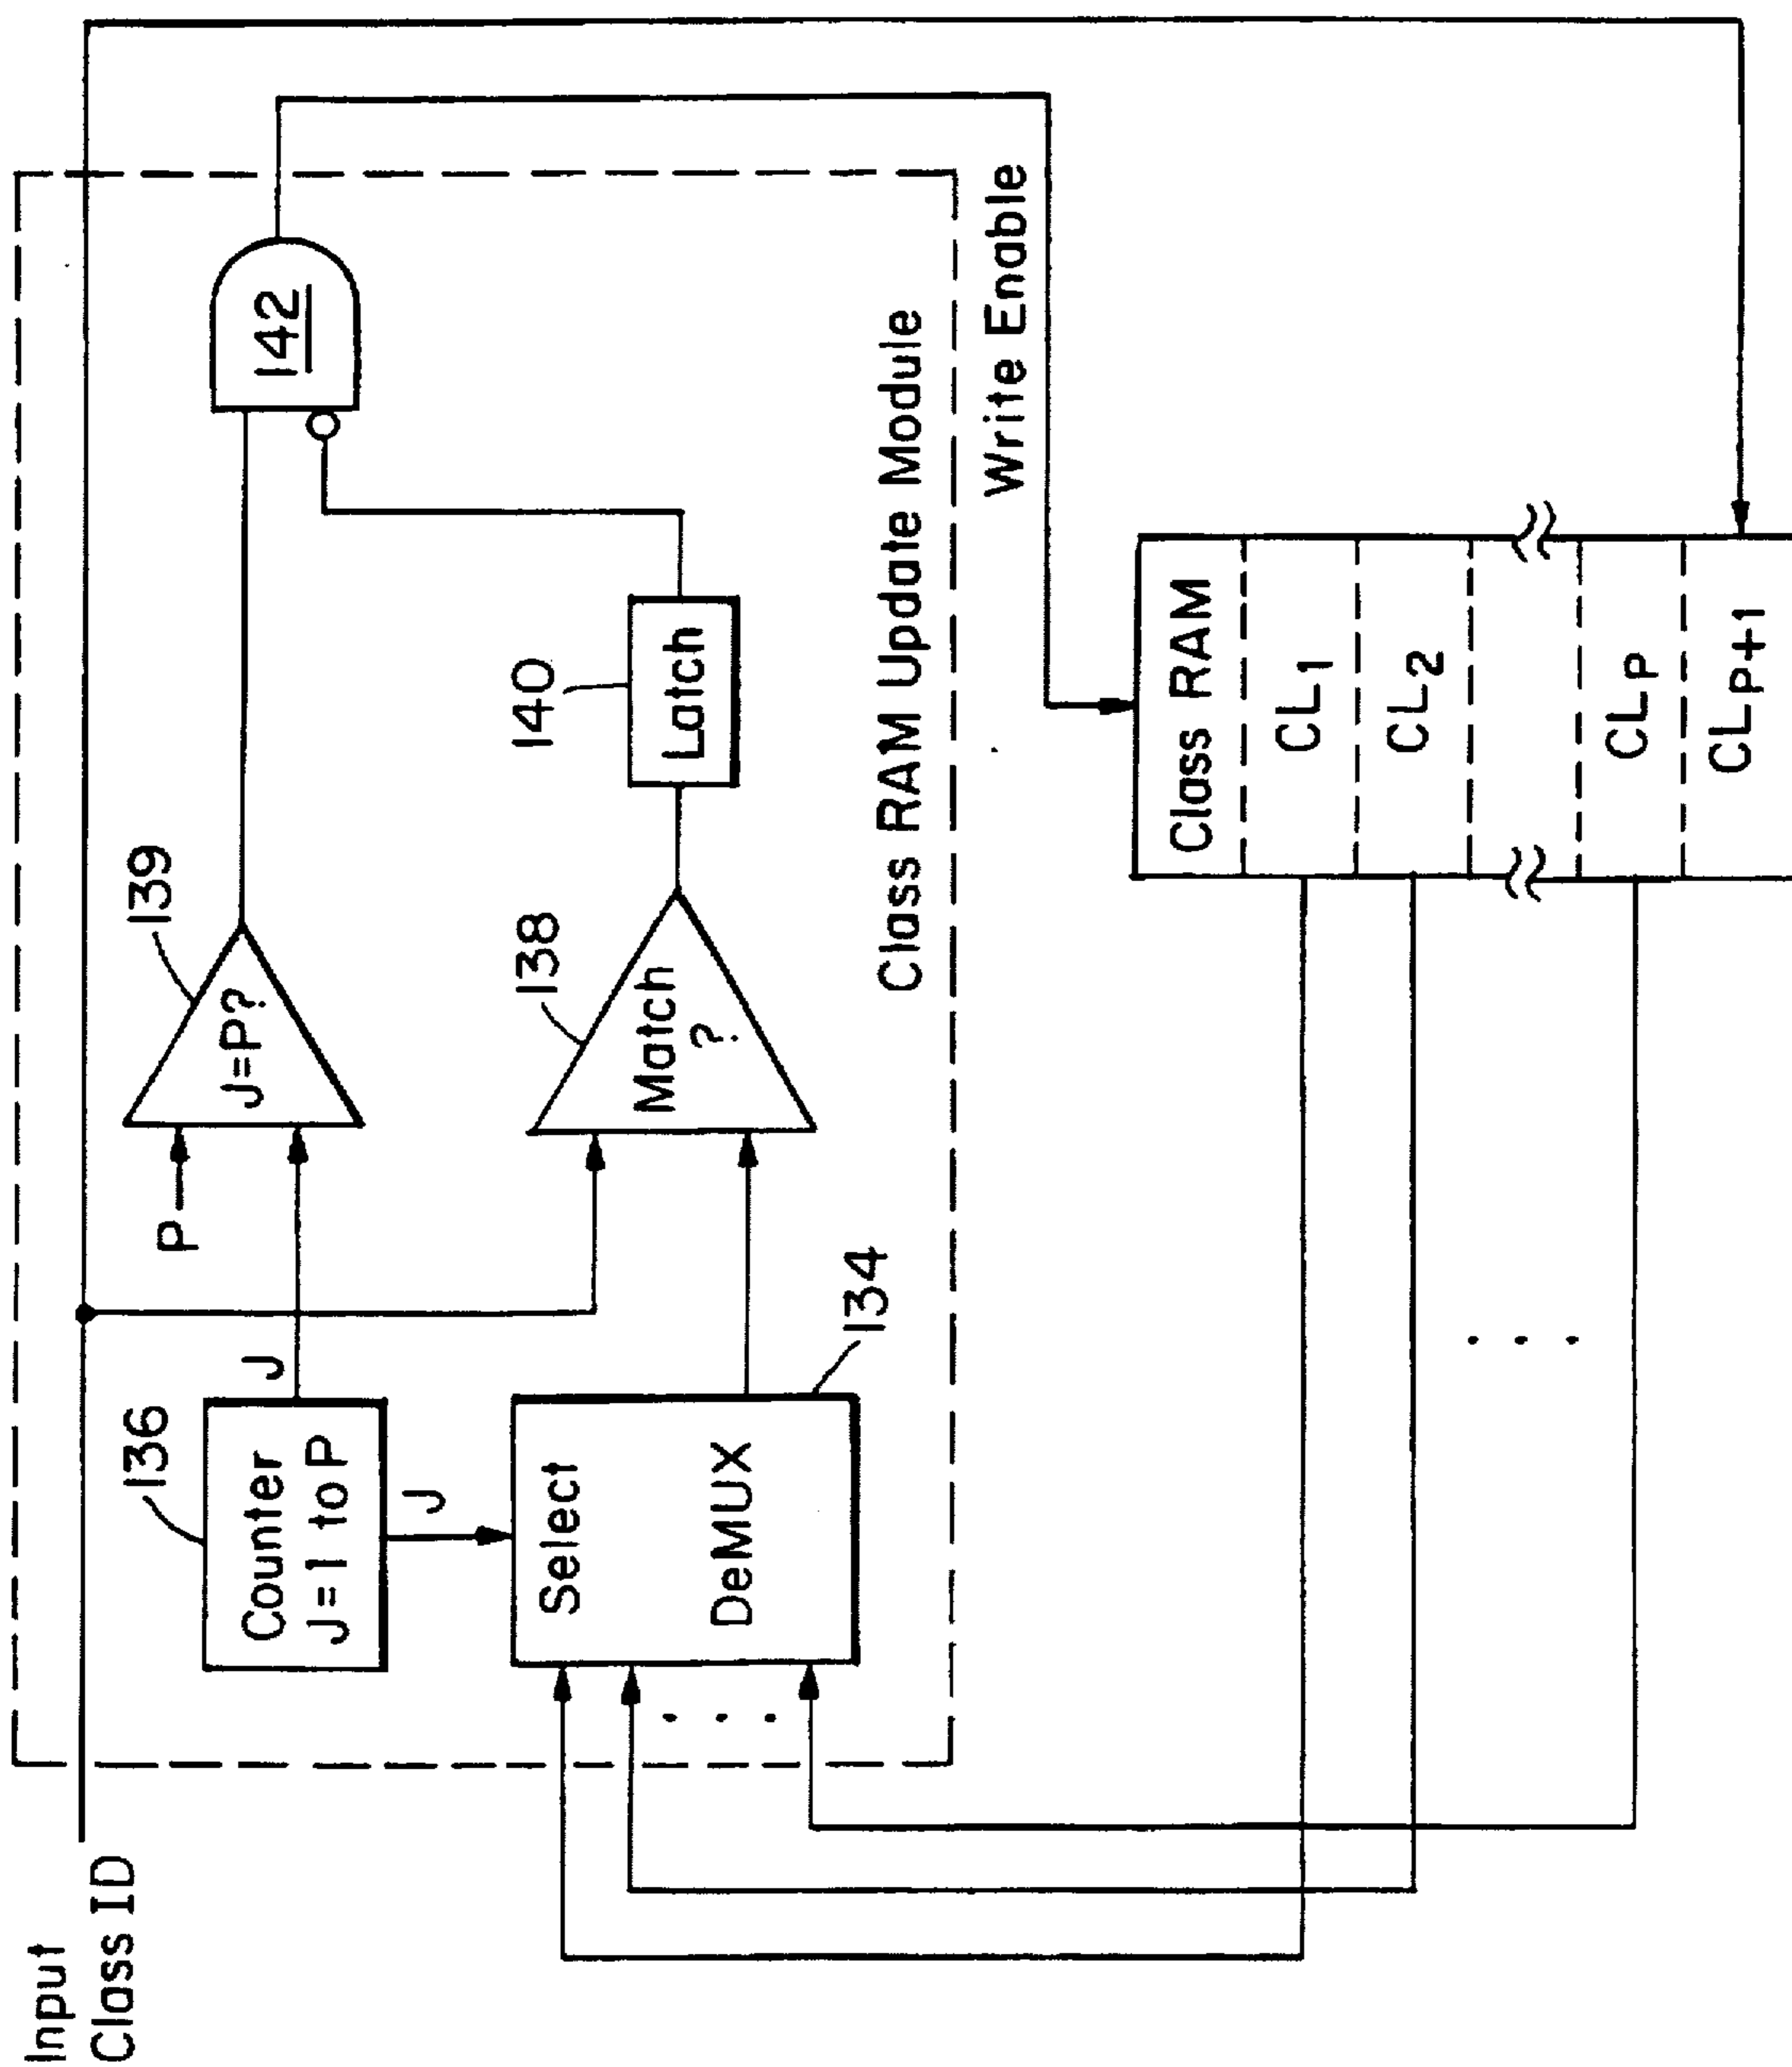 Input
Class ID
136
Counter
J=1 to P
J
J
P
139
J=P?
142
Select
DeMUX
134
138
Match
?
140
Latch
Class RAM Update Module
Write Enable
Class RAM
CL1
CL2
CLP
CLP+1